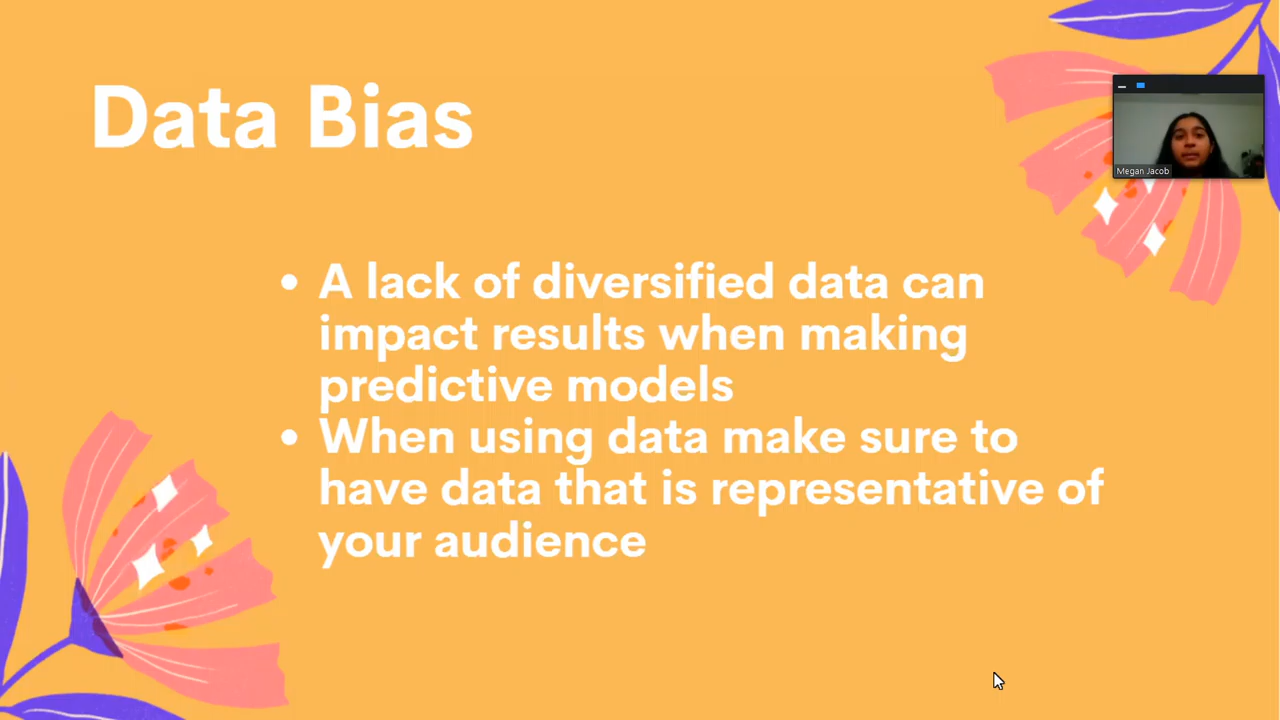 Data Bias
Megan Jacob
• A lack of diversified data can
impact results when making
predictive models
• When using data make sure to
have data that is representative of
your audience